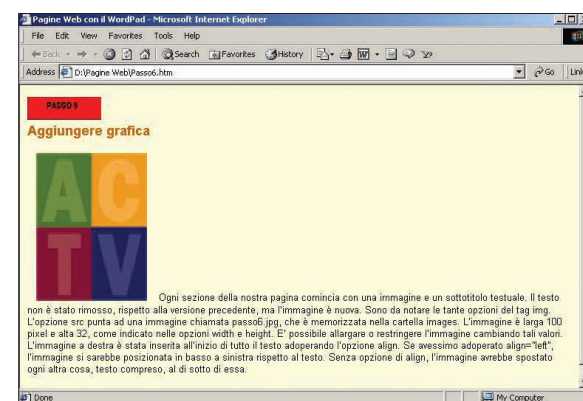 Pagine Web con il WordPad - Microsoft Internet Explorer
File Edit View Favorites Tools Help
Back Search Favorites History
Address D:\Pagine Web\Passo6.htm Go Link
PASSO 6
Aggiungere grafica
A C
T V
Ogni sezione della nostra pagina comincia con una immagine e un sottotitolo testuale. Il testo
non è stato rimosso, rispetto alla versione precedente, ma l'immagine è nuova. Sono da notare le tante opzioni del tag img.
L'opzione src punta ad una immagine chiamata passo6.jpg, che è memorizzata nella cartella images. L'immagine è larga 100
pixel e alta 32, come indicato nelle opzioni width e height. E' possibile allargare o restringere l'immagine cambiando tali valori.
L'immagine a destra è stata inserita all'inizio di tutto il testo adoperando l'opzione align. Se avessimo adoperato align="left",
l'immagine si sarebbe posizionata in basso a sinistra rispetto al testo. Senza opzione di align, l'immagine avrebbe spostato
ogni altra cosa, testo compreso, al di sotto di essa.
Done My Computer